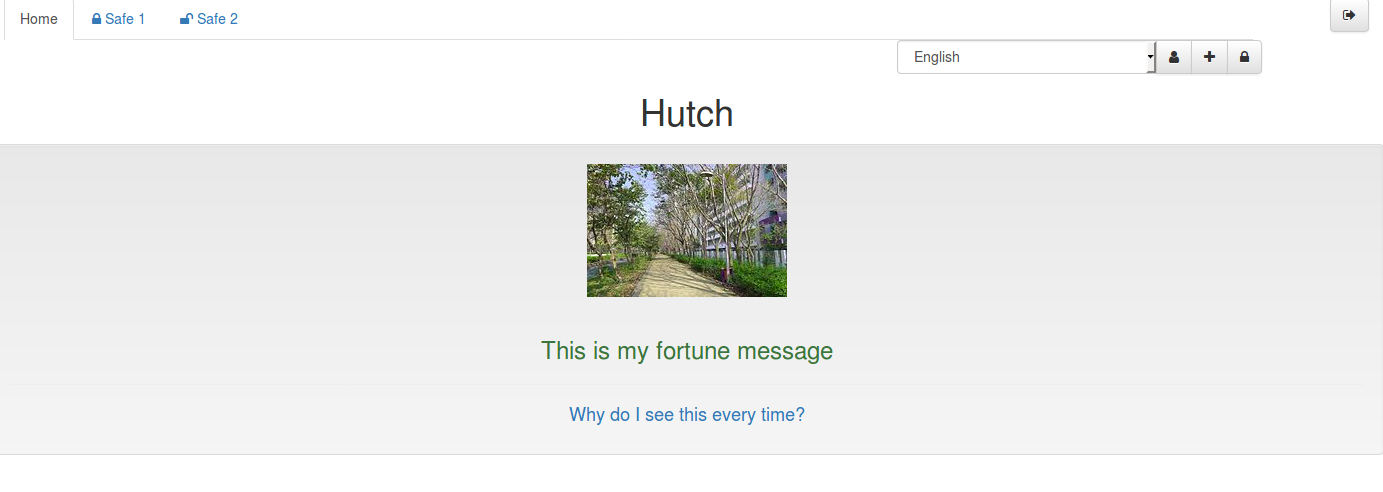 Home Safe 1 Safe 2
English
Hutch
This is my fortune message
Why do I see this every time?